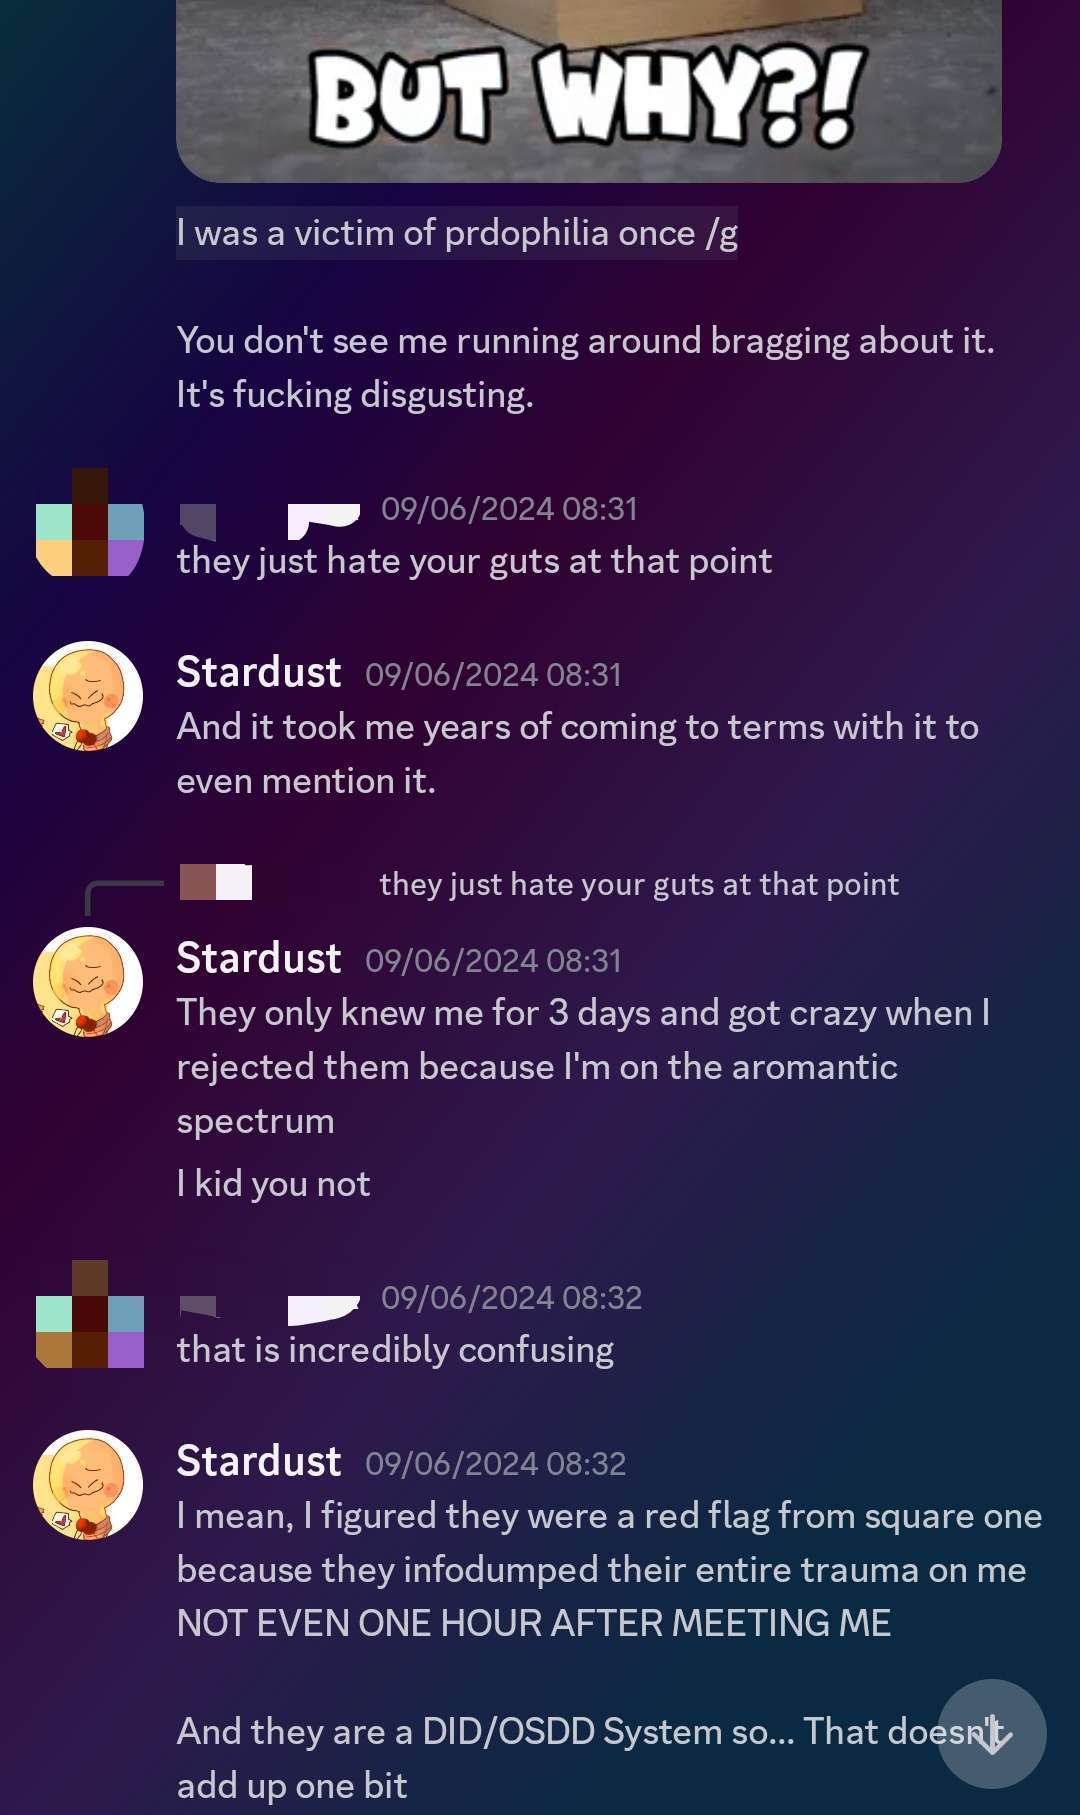 BUT WHY?!
I was a victim of prdophilia once /g
You don't see me running around bragging about it.
It's fucking disgusting.
09/06/2024 08:31
they just hate your guts at that point
Stardust 09/06/2024 08:31
And it took me years of coming to terms with it to
even mention it.
they just hate your guts at that point
Stardust 09/06/2024 08:31
They only knew me for 3 days and got crazy when I
rejected them because I'm on the aromantic
spectrum
I kid you not
09/06/2024 08:32
that is incredibly confusing
Stardust 09/06/2024 08:32
I mean, I figured they were a red flag from square one
because they infodumped their entire trauma on me
NOT EVEN ONE HOUR AFTER MEETING ME
And they are a DID/OSDD System so... That doesn't
add up one bit